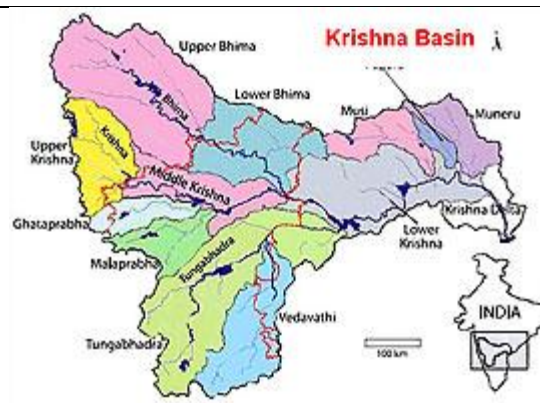 Krishna Basin
Upper Bhima
Lower Bhima
Bhima
Musi
Muneru
Upper
Krishna
Krishna
Middle Krishna
Ghataprabha
Krishna Delta
Lower
Krishna
Malaprabha
Tungabhadra
INDIA
Vedavathi
Tungabhadra
100 km